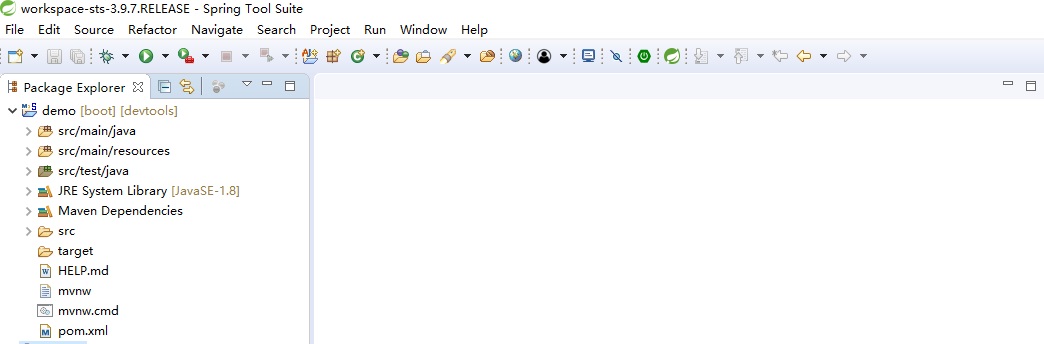 workspace-sts-3.9.7.RELEASE - Spring Tool Suite
File Edit Source Refactor Navigate Search Project Run Window Help
Package Explorer
demo [boot] [devtools]
src/main/java
src/main/resources
src/test/java
JRE System Library [JavaSE-1.8]
Maven Dependencies
src
target
HELP.md
mvnw
mvnw.cmd
pom.xml